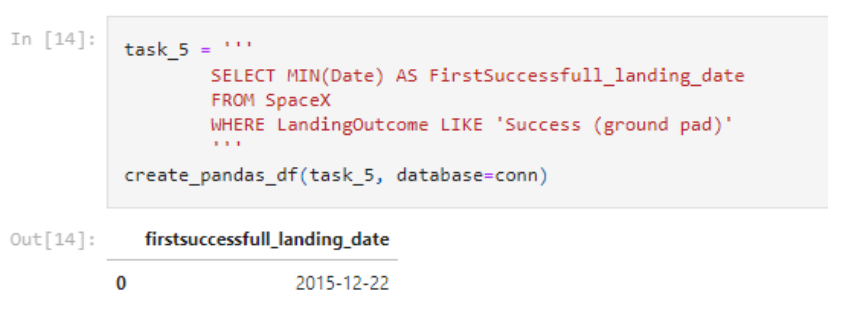 In [14]:
task_5 = '''
SELECT MIN(Date) AS FirstSuccessfull_landing_date
FROM SpaceX
WHERE LandingOutcome LIKE 'Success (ground pad)'
'''
create_pandas_df(task_5, database=conn)
Out[14]:
firstsuccessfull_landing_date
0 2015-12-22